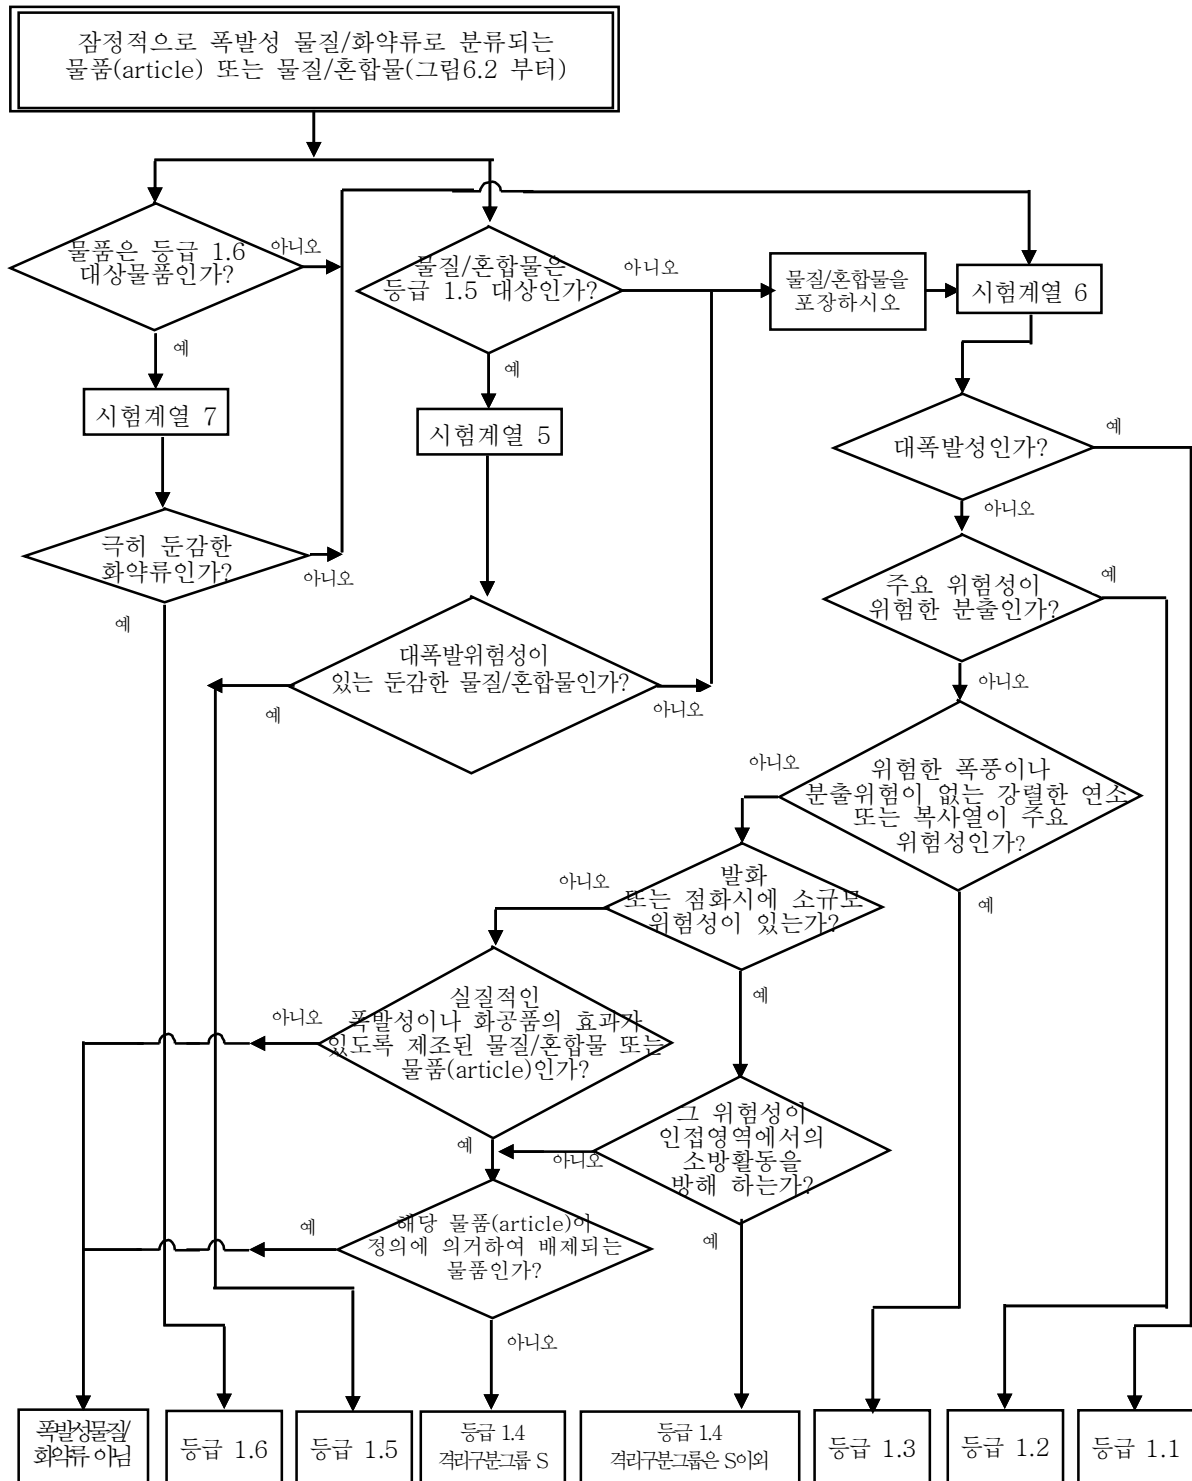 잠정적으로 폭발성 물질/화약류로 분류되는
물품(article) 또는 물질/혼합물(그림6.2 부터)
물품은 등급 1.6
대상물품인가?
아니오
물질/혼합물은
등급 1.5 대상인가?
아니오
물질/혼합물을
포장하시오
시험계열 6
예
시험계열 7
예
시험계열 5
대폭발성인가?
예
아니오
극히 둔감한
화약류인가?
아니오
예
주요 위험성이
위험한 분출인가?
예
아니오
대폭발위험성이
있는 둔감한 물질/혼합물인가?
예
아니오
위험한 폭풍이나
분출위험이 없는 강렬한 연소
또는 복사열이 주요
위험성인가?
아니오
예
발화
또는 점화시에 소규모
위험성이 있는가?
아니오
예
실질적인
폭발성이나 화공품의 효과가
있도록 제조된 물질/혼합물 또는
물품(article)인가?
아니오
예
그 위험성이
인접영역에서의
소방활동을
방해 하는가?
아니오
예
해당 물품(article)이
정의에 의거하여 배제되는
물품인가?
예
아니오
폭발성물질/
화약류 아님
등급 1.6
등급 1.5
등급 1.4
격리구분그룹 S
등급 1.4
격리구분그룹은 S이외
등급 1.3
등급 1.2
등급 1.1